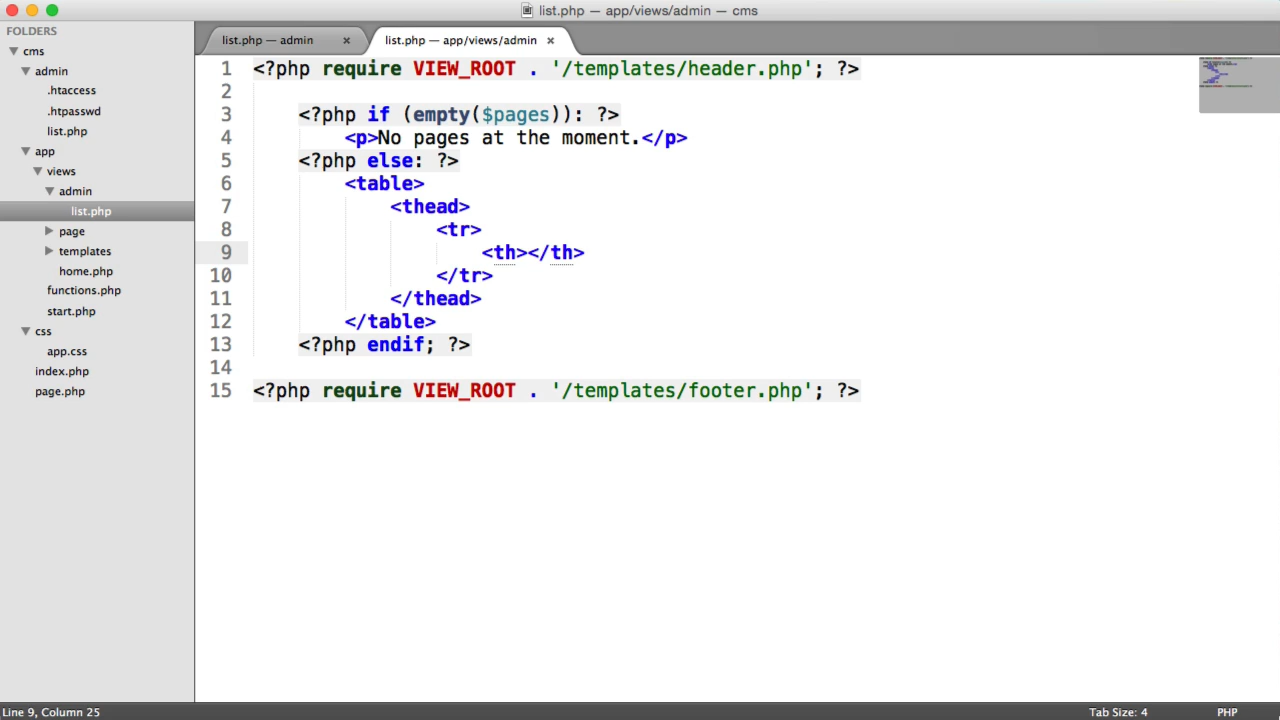 list.php — app/views/admin — cms
FOLDERS
cms
admin
.htaccess
.htpasswd
list.php
app
views
admin
list.php
page
templates
home.php
functions.php
start.php
css
app.css
index.php
page.php
list.php — admin ×
list.php — app/views/admin ×
1 <?php require VIEW_ROOT . '/templates/header.php'; ?>
2
3 <?php if (empty($pages)): ?>
4 <p>No pages at the moment.</p>
5 <?php else: ?>
6 <table>
7 <thead>
8 <tr>
9 <th></th>
10 </tr>
11 </thead>
12 </table>
13 <?php endif; ?>
14
15 <?php require VIEW_ROOT . '/templates/footer.php'; ?>
Line 9, Column 25
Tab Size: 4
PHP